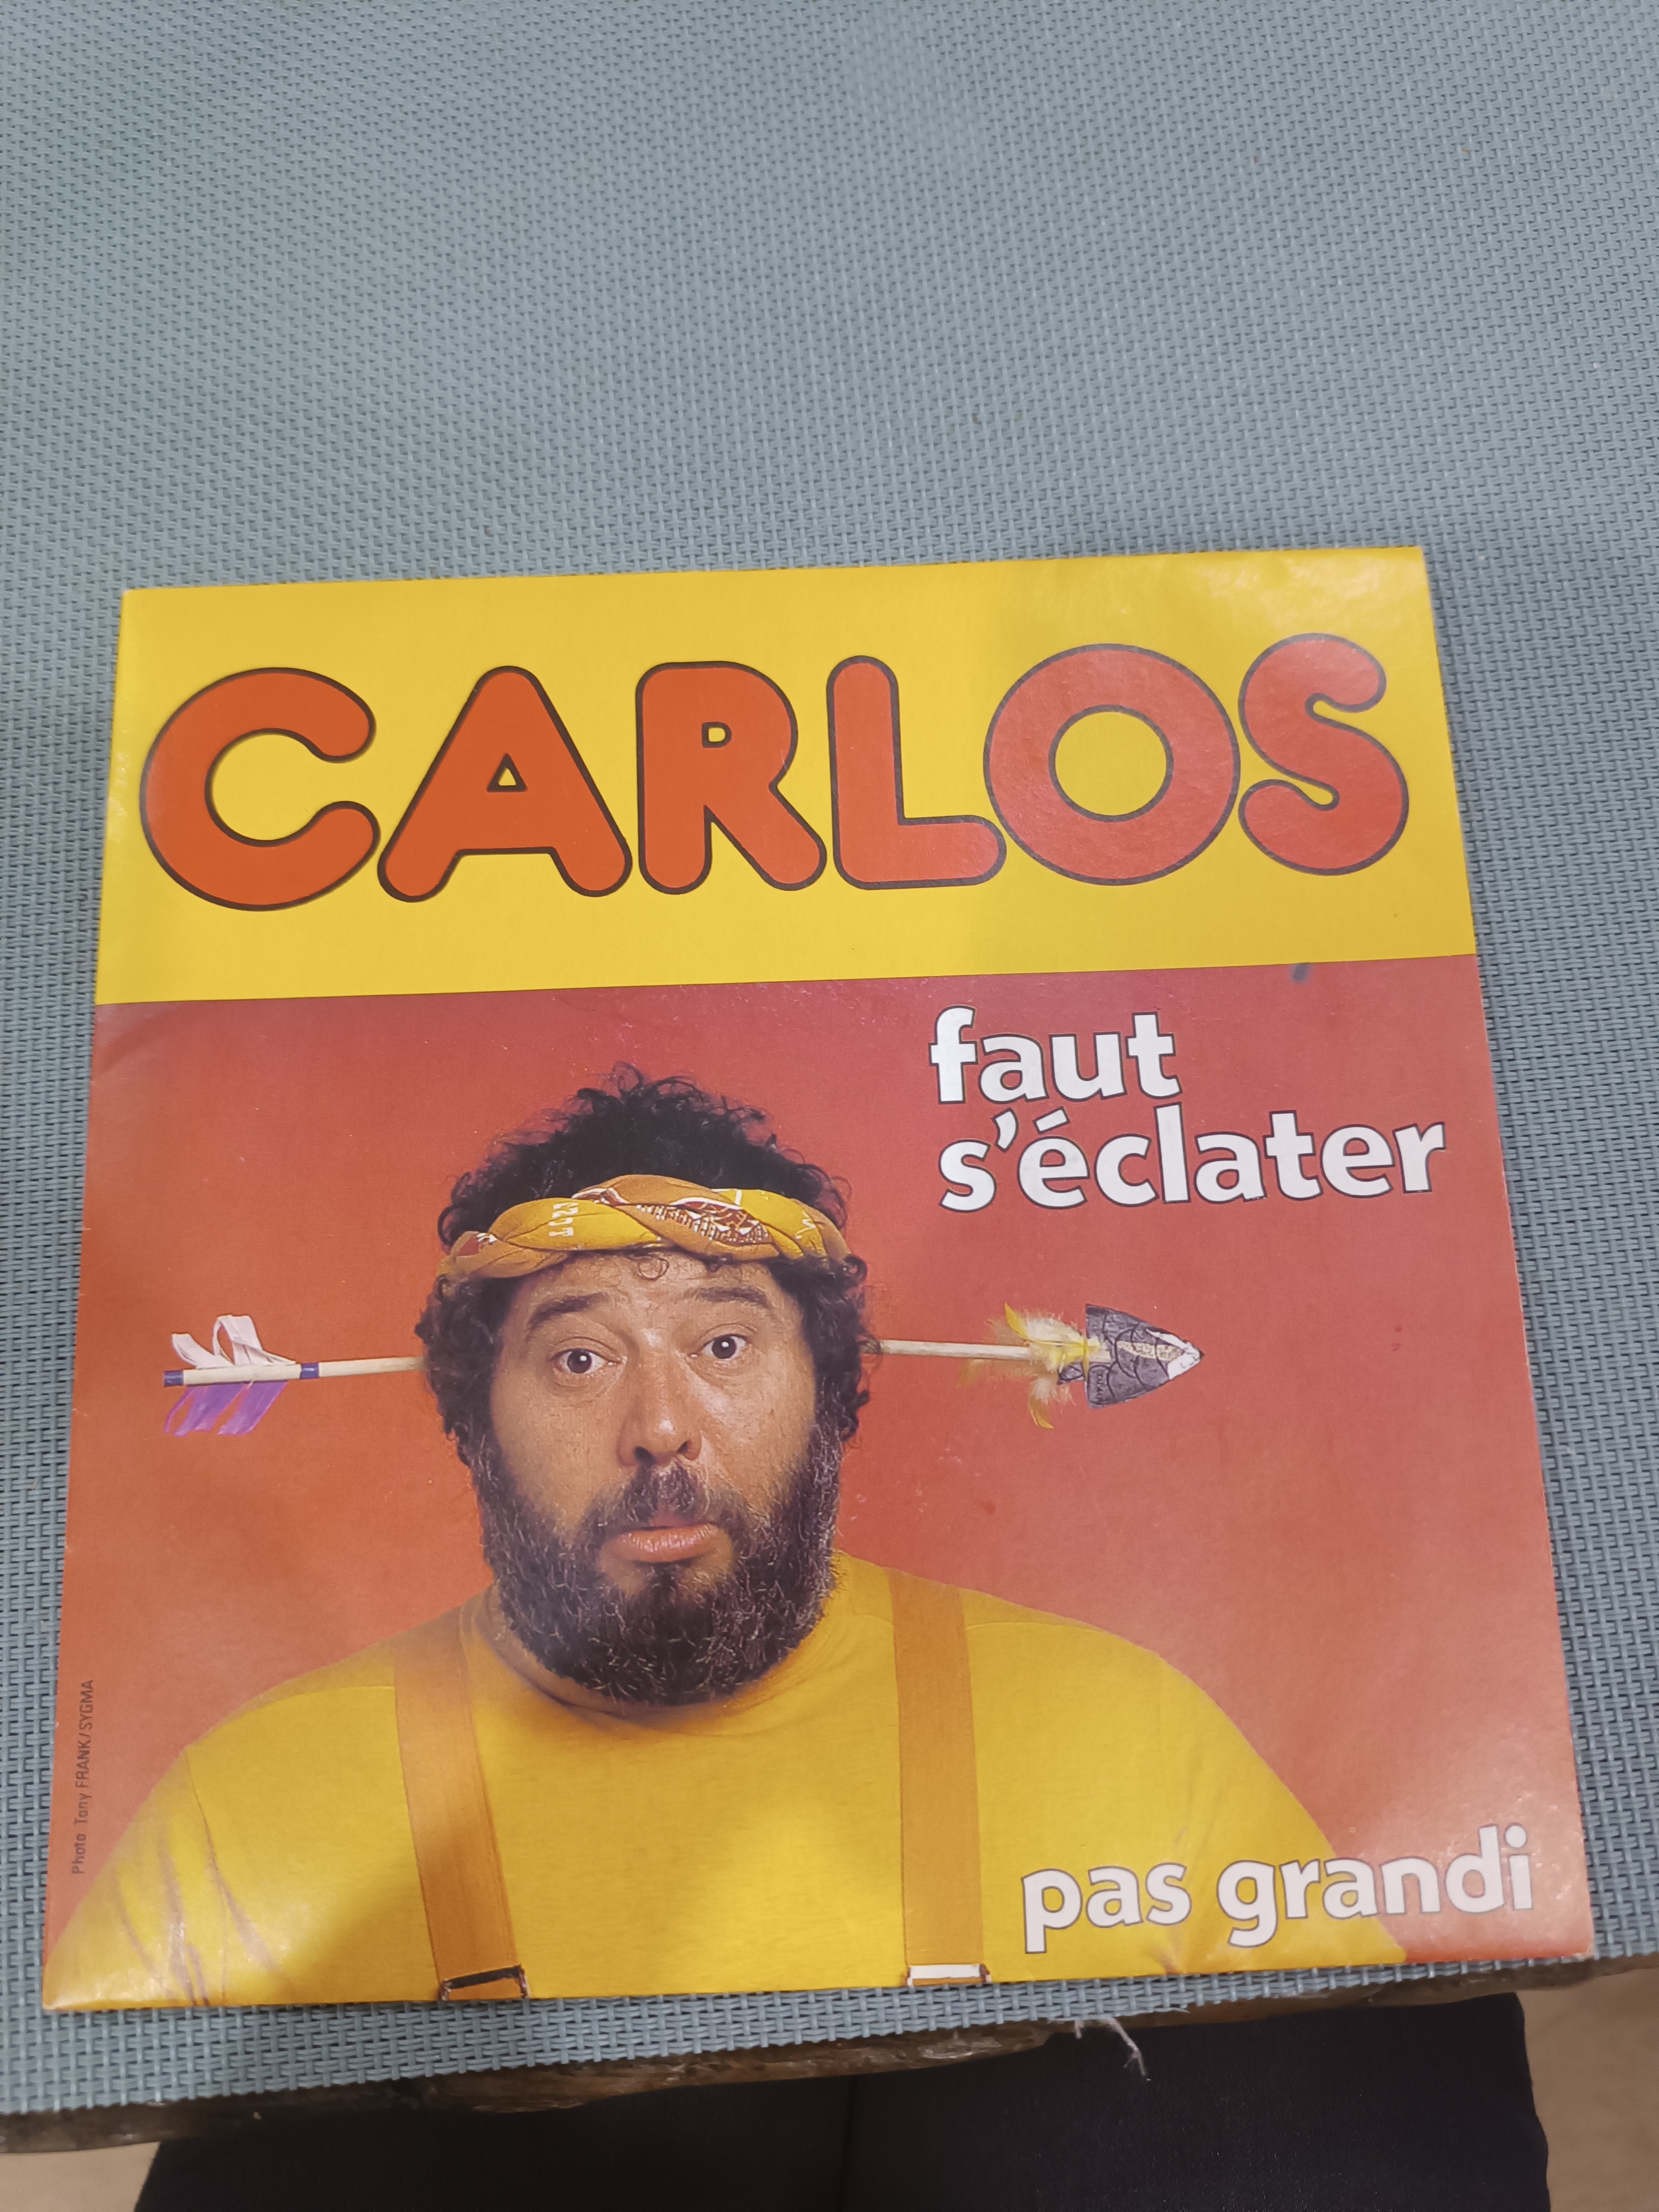 CARLOS
faut
s'éclater
pas grandi
Photo Tony FRANK/SYGMA